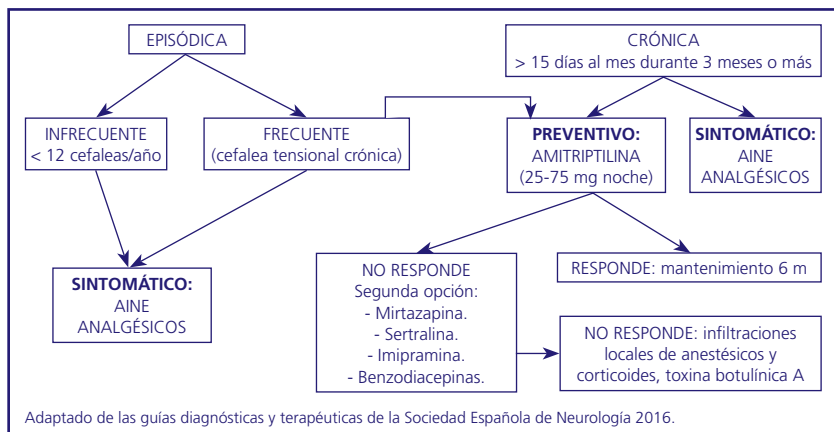 EPISÓDICA
CRÓNICA
> 15 días al mes durante 3 meses o más
INFRECUENTE
< 12 cefaleas/año
FRECUENTE
(cefalea tensional crónica)
PREVENTIVO:
AMITRIPTILINA
(25-75 mg noche)
SINTOMÁTICO:
AINE
ANALGÉSICOS
SINTOMÁTICO:
AINE
ANALGÉSICOS
NO RESPONDE
Segunda opción:
- Mirtazapina.
- Sertralina.
- Imipramina.
- Benzodiacepinas.
RESPONDE: mantenimiento 6 m
NO RESPONDE: infiltraciones
locales de anestésicos y
corticoides, toxina botulínica A
Adaptado de las guías diagnósticas y terapéuticas de la Sociedad Española de Neurología 2016.